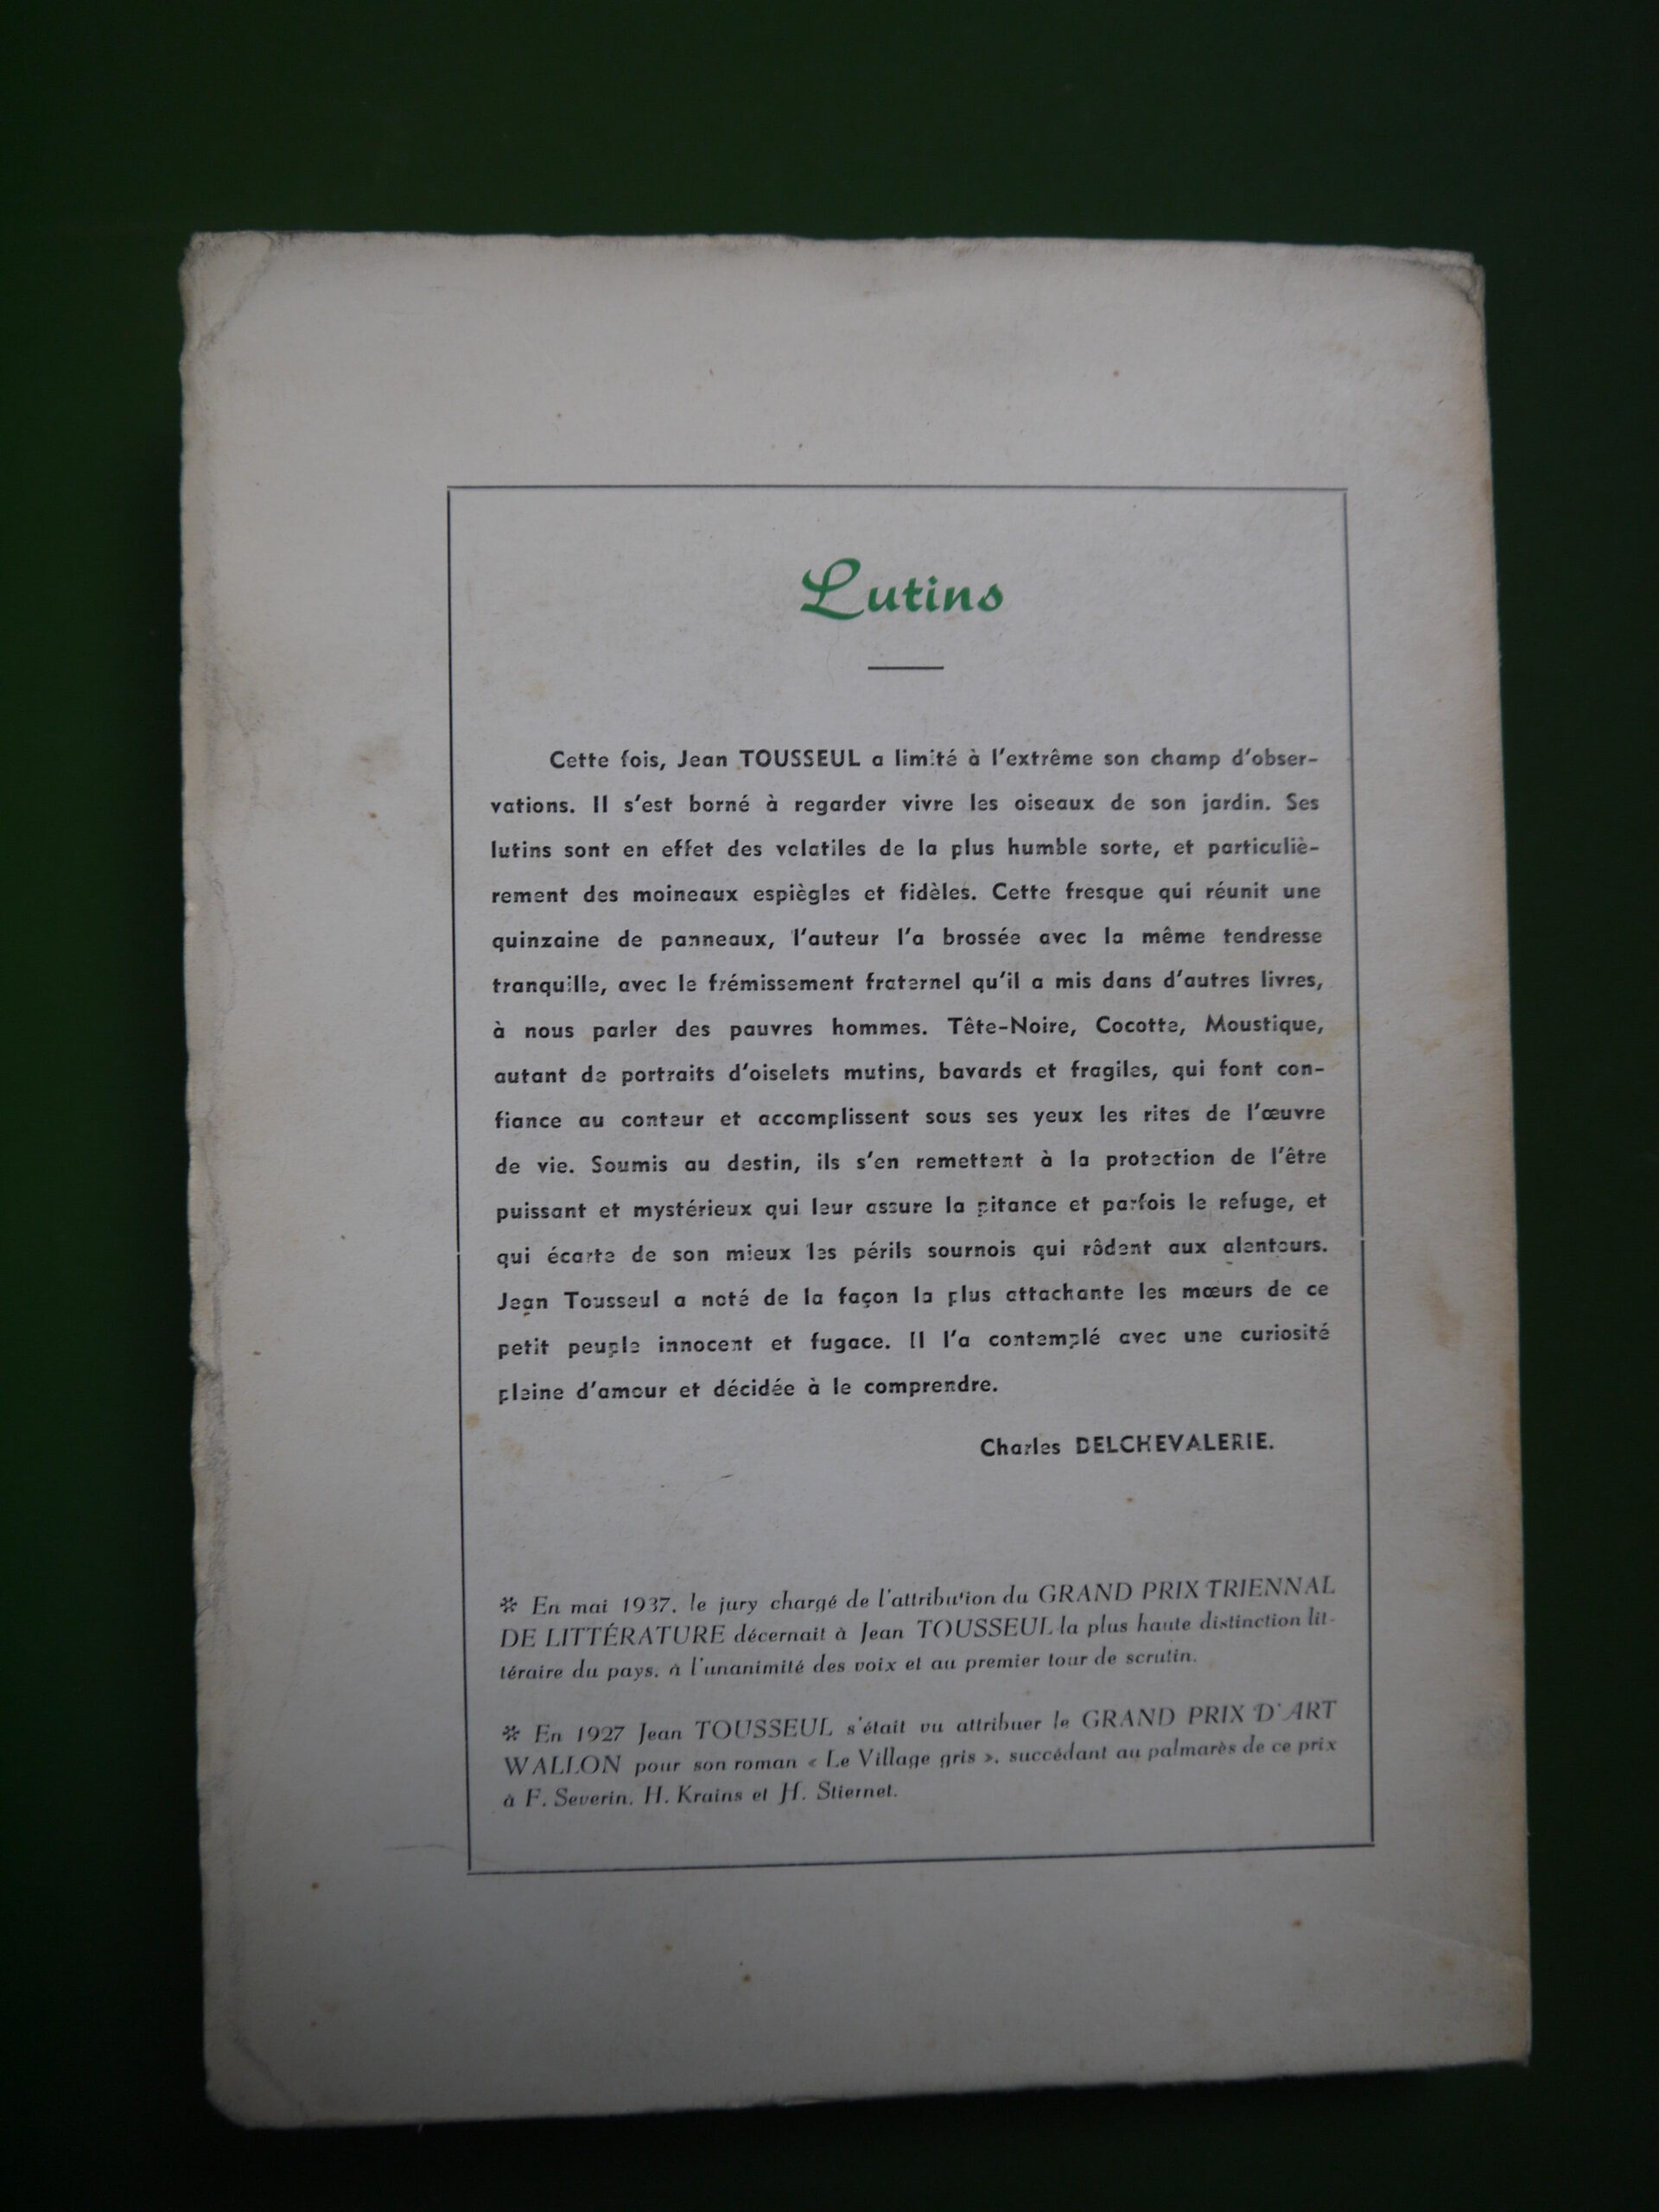 Lutins
Cette fois, Jean TOUSSEUL a limité à l'extrême son champ d'obser-
vations. Il s'est borné à regarder vivre les oiseaux de son jardin. Ses
lutins sont en effet des volatiles de la plus humble sorte, et particuliè-
rement des moineaux espiègles et fidèles. Cette fresque qui réunit une
quinzaine de panneaux, l'auteur l'a brossée avec la même tendresse
tranquille, avec le frémissement fraternel qu'il a mis dans d'autres livres,
à nous parler des pauvres hommes. Tête-Noire, Cocotte, Moustique,
autant de portraits d'oiselets mutins, bavards et fragiles, qui font con-
fiance au conteur et accomplissent sous ses yeux les rites de l'œuvre
de vie. Soumis au destin, ils s'en remettent à la protection de l'être
puissant et mystérieux qui leur assure la pitance et parfois le refuge, et
qui écarte de son mieux les périls sournois qui rôdent aux alentours.
Jean Tousseul a noté de la façon la plus attachante les mœurs de ce
petit peuple innocent et fugace. Il l'a contemplé avec une curiosité
pleine d'amour et décidée à le comprendre.
Charles DELCHEVALERIE.
* En mai 1937, le jury chargé de l'attribution du GRAND PRIX TRIENNAL
DE LITTÉRATURE décernait à Jean TOUSSEUL la plus haute distinction lit-
téraire du pays, à l'unanimité des voix et au premier tour de scrutin.
* En 1927 Jean TOUSSEUL s'était vu attribuer le GRAND PRIX D'ART
WALLON pour son roman « Le Village gris », succédant au palmarès de ce prix
à F. Severin, H. Krains et H. Stiernet.